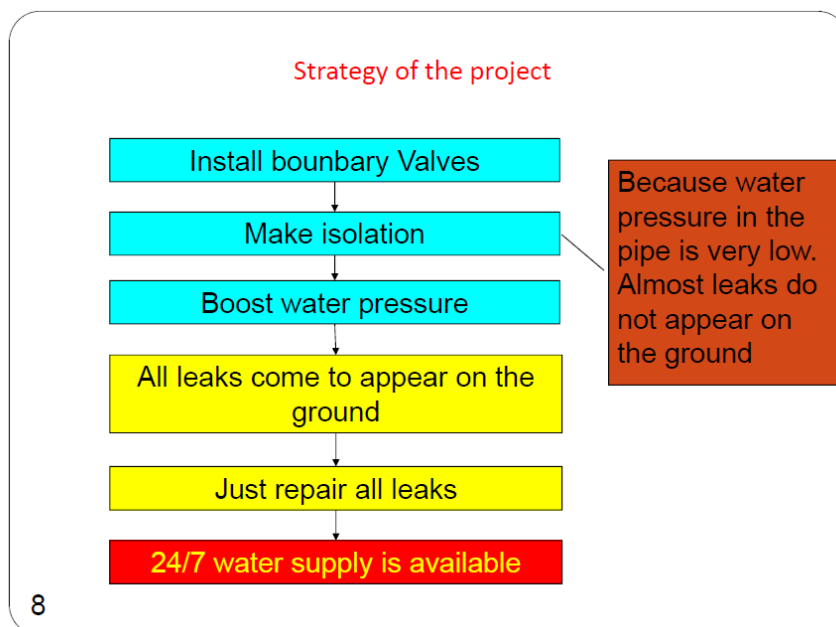 Strategy of the project
Install bounbary Valves
Make isolation
Because water
pressure in the
pipe is very low.
Almost leaks do
not appear on
the ground
Boost water pressure
All leaks come to appear on the
ground
Just repair all leaks
24/7 water supply is available
8